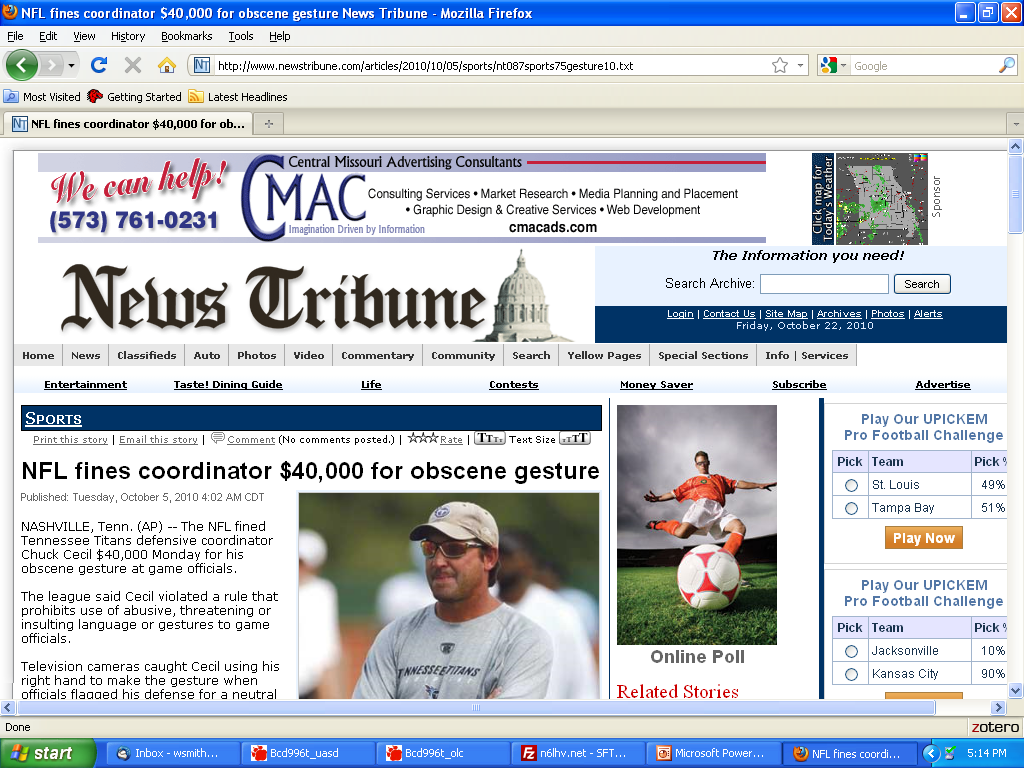 NFL fines coordinator $40,000 for obscene gesture News Tribune - Mozilla Firefox
File Edit View History Bookmarks Tools Help
http://www.newstribune.com/articles/2010/10/05/sports/nt087sports75gesture10.txt
Google
Most Visited Getting Started Latest Headlines
NFL fines coordinator $40,000 for ob...
We can help!
(573) 761-0231
CMAC
Central Missouri Advertising Consultants
Consulting Services • Market Research • Media Planning and Placement
• Graphic Design & Creative Services • Web Development
Imagination Driven by Information
cmacads.com
Click map for
Today's Weather
Sponsor
News Tribune
The Information you need!
Search Archive: Search
Login | Contact Us | Site Map | Archives | Photos | Alerts
Friday, October 22, 2010
Home News Classifieds Auto Photos Video Commentary Community Search Yellow Pages Special Sections Info | Services
Entertainment Taste! Dining Guide Life Contests Money Saver Subscribe Advertise
Sports
Print this story | Email this story | Comment (No comments posted.) | Rate | Text Size
NFL fines coordinator $40,000 for obscene gesture
Published: Tuesday, October 5, 2010 4:02 AM CDT
NASHVILLE, Tenn. (AP) -- The NFL fined
Tennessee Titans defensive coordinator
Chuck Cecil $40,000 Monday for his
obscene gesture at game officials.
The league said Cecil violated a rule that
prohibits use of abusive, threatening or
insulting language or gestures to game
officials.
Television cameras caught Cecil using his
right hand to make the gesture when
officials flagged his defense for a neutral
TENNESSEE TITANS
Online Poll
Related Stories
Play Our UPICKEM
Pro Football Challenge
Pick Team Pick %
St. Louis 49%
Tampa Bay 51%
Play Now
Play Our UPICKEM
Pro Football Challenge
Pick Team Pick %
Jacksonville 10%
Kansas City 90%
Done
zotero
start Inbox - wsmith... Bcd996t_uasd Bcd996t_olc n6lhv.net - SFT... Microsoft Power... NFL fines coordi... 5:14 PM